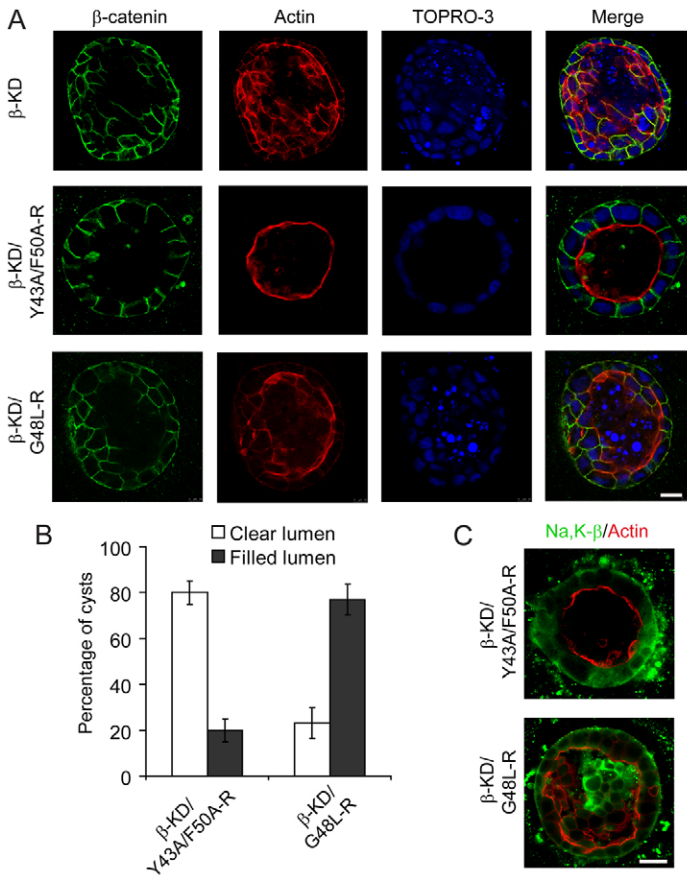 A
β-catenin Actin TOPRO-3 Merge
β-KD
β-KD/
Y43A/F50A-R
β-KD/
G48L-R
B
Clear lumen
Filled lumen
Percentage of cysts
100
80
60
40
20
0
β-KD/
Y43A/F50A-R
β-KD/
G48L-R
C
Na,K-β/Actin
β-KD/
Y43A/F50A-R
β-KD/
G48L-R